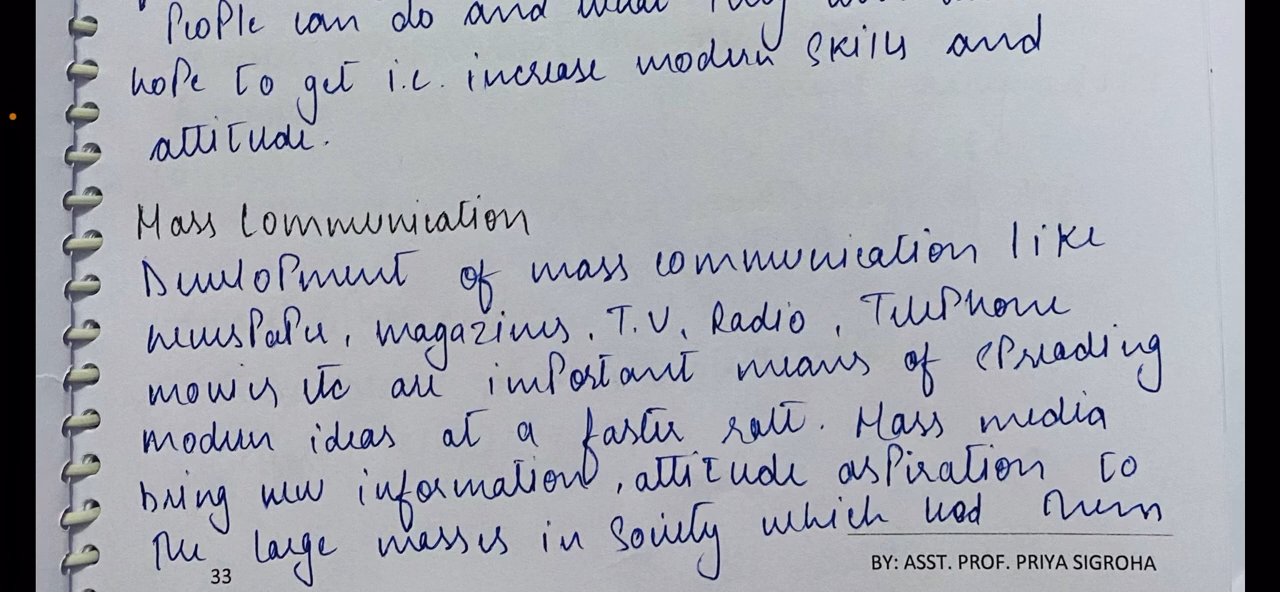 People can do and what they
hope to get i.e. increase modern skills and
attitude.
Mass Communication
Development of mass communication like
newspaper, magazines, T.V, Radio, Telephone
movies etc are important means of spreading
modern ideas at a faster rate. Mass media
bring new information, attitude aspiration to
the large masses in Society which lead them
33
BY: ASST. PROF. PRIYA SIGROHA